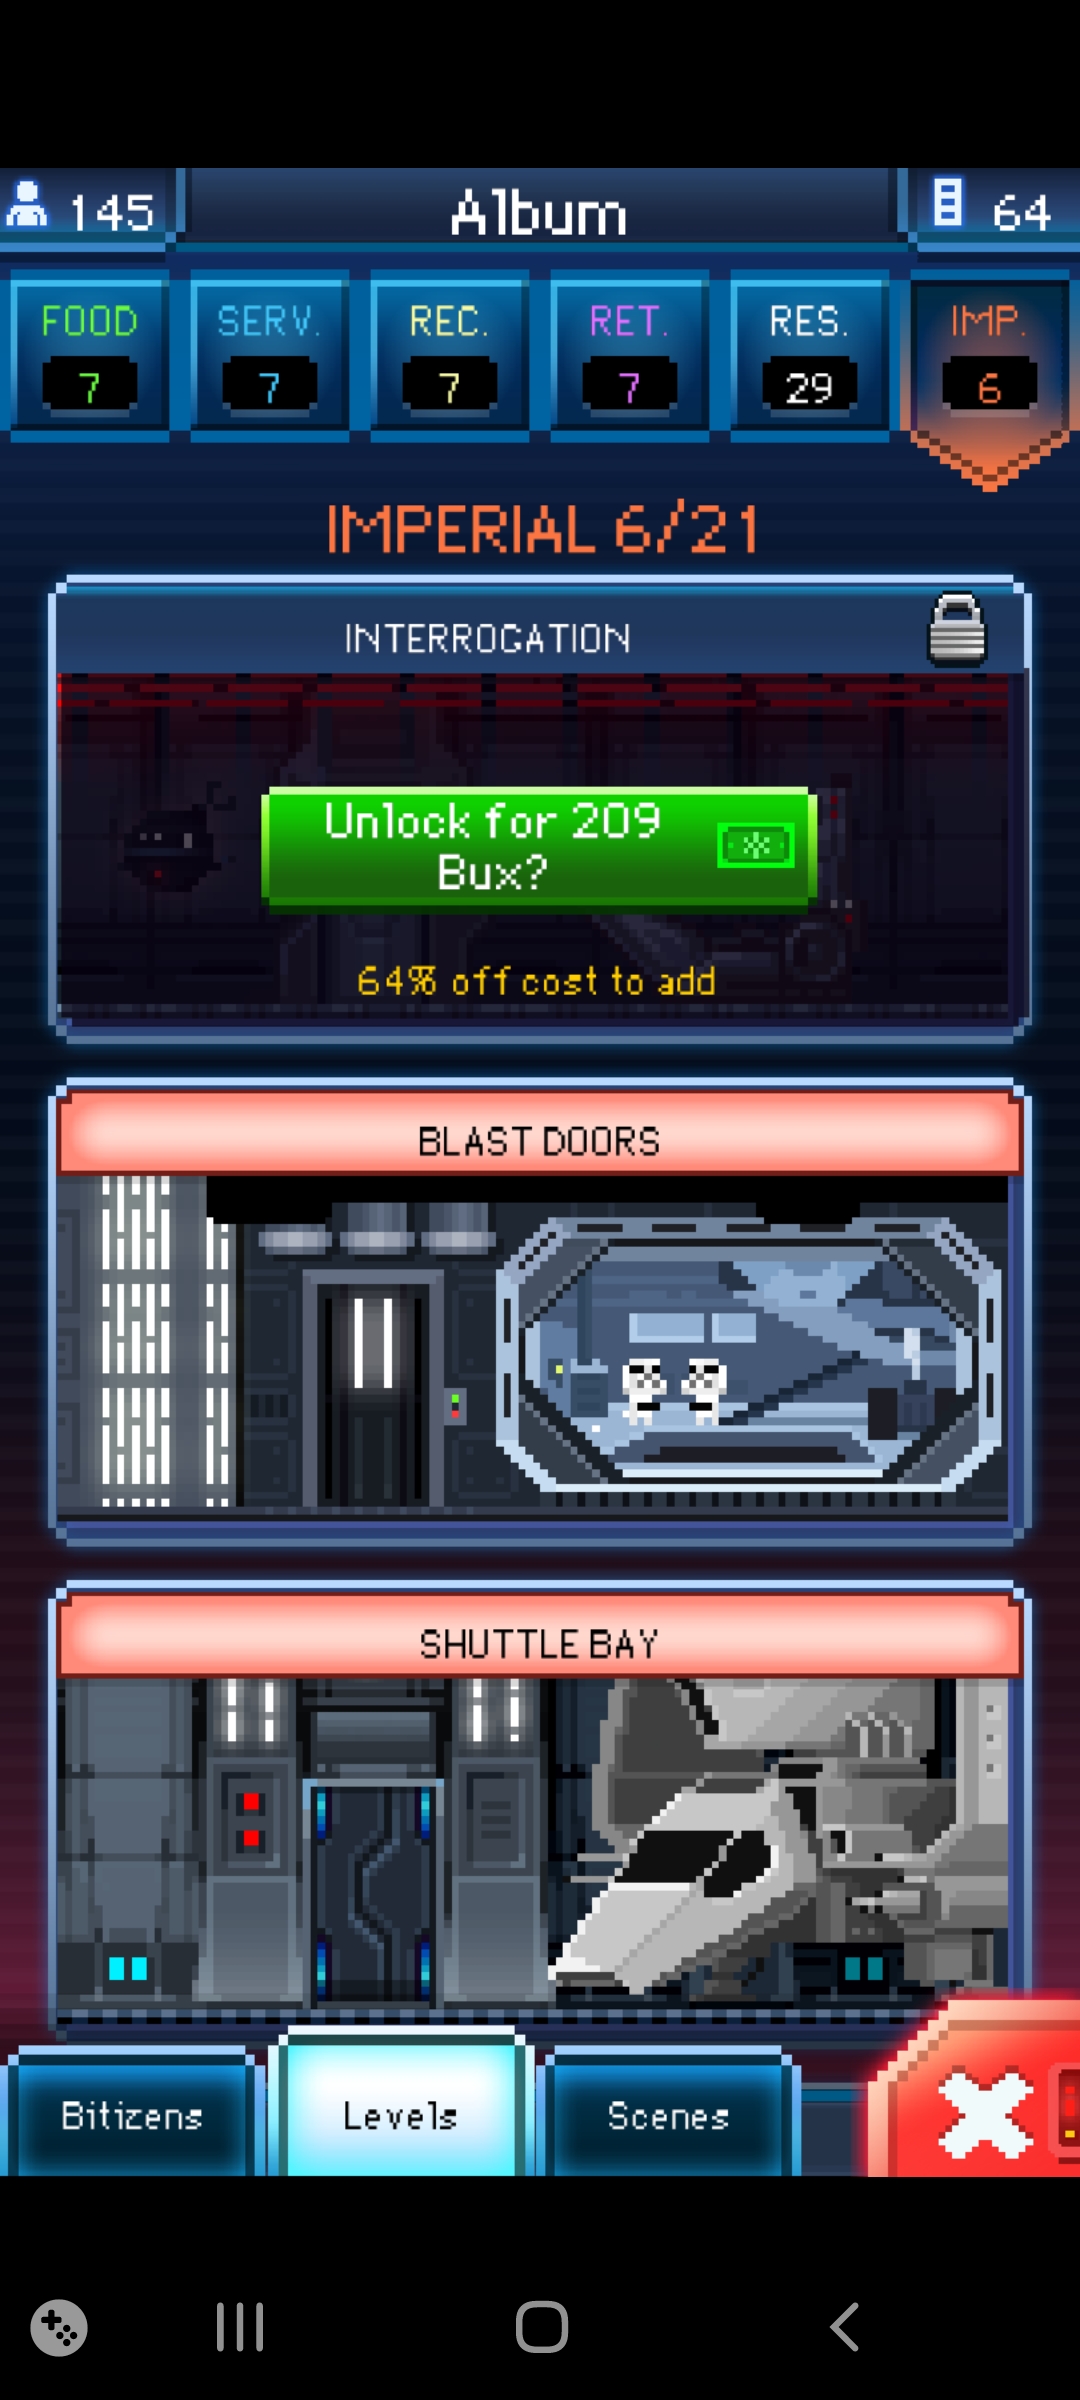 145 Album 64
FOOD SERV. REC. RET. RES. IMP.
7 7 7 7 29 6
IMPERIAL 6/21
INTERROGATION
Unlock for 209
Bux?
64% off cost to add
BLAST DOORS
SHUTTLE BAY
Bitizens Levels Scenes